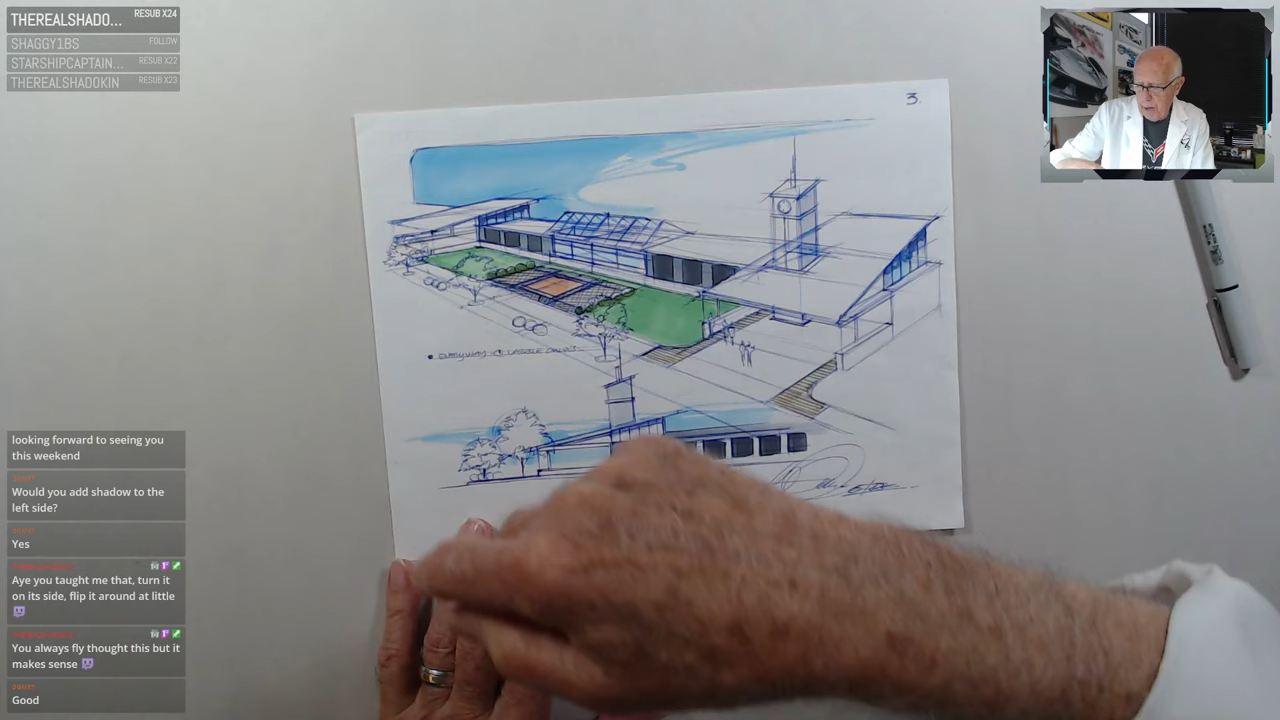 THEREALSHADO... RESUB X24
SHAGGY1BS FOLLOW
STARSHIPCAPTAIN... RESUB X22
THEREALSHADOKIN RESUB X23
3.
looking forward to seeing you
this weekend
Would you add shadow to the
left side?
Yes
Aye you taught me that, turn it
on its side, flip it around at little
You always fly thought this but it
makes sense
Good